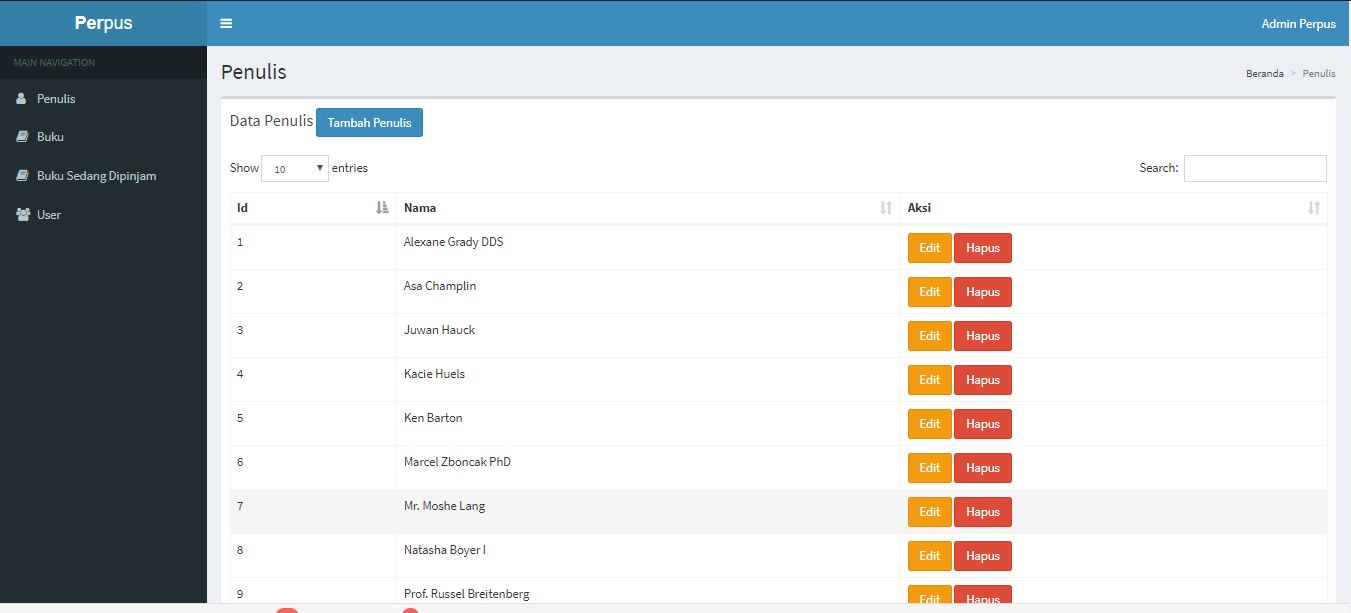 Perpus
Admin Perpus
MAIN NAVIGATION
Penulis
Buku
Buku Sedang Dipinjam
User
Penulis
Beranda > Penulis
Data Penulis Tambah Penulis
Show 10 entries Search:
Id Nama Aksi
1 Alexane Grady DDS Edit Hapus
2 Asa Champlin Edit Hapus
3 Juwan Hauck Edit Hapus
4 Kacie Huels Edit Hapus
5 Ken Barton Edit Hapus
6 Marcel Zboncak PhD Edit Hapus
7 Mr. Moshe Lang Edit Hapus
8 Natasha Boyer I Edit Hapus
9 Prof. Russel Breitenberg Edit Hapus